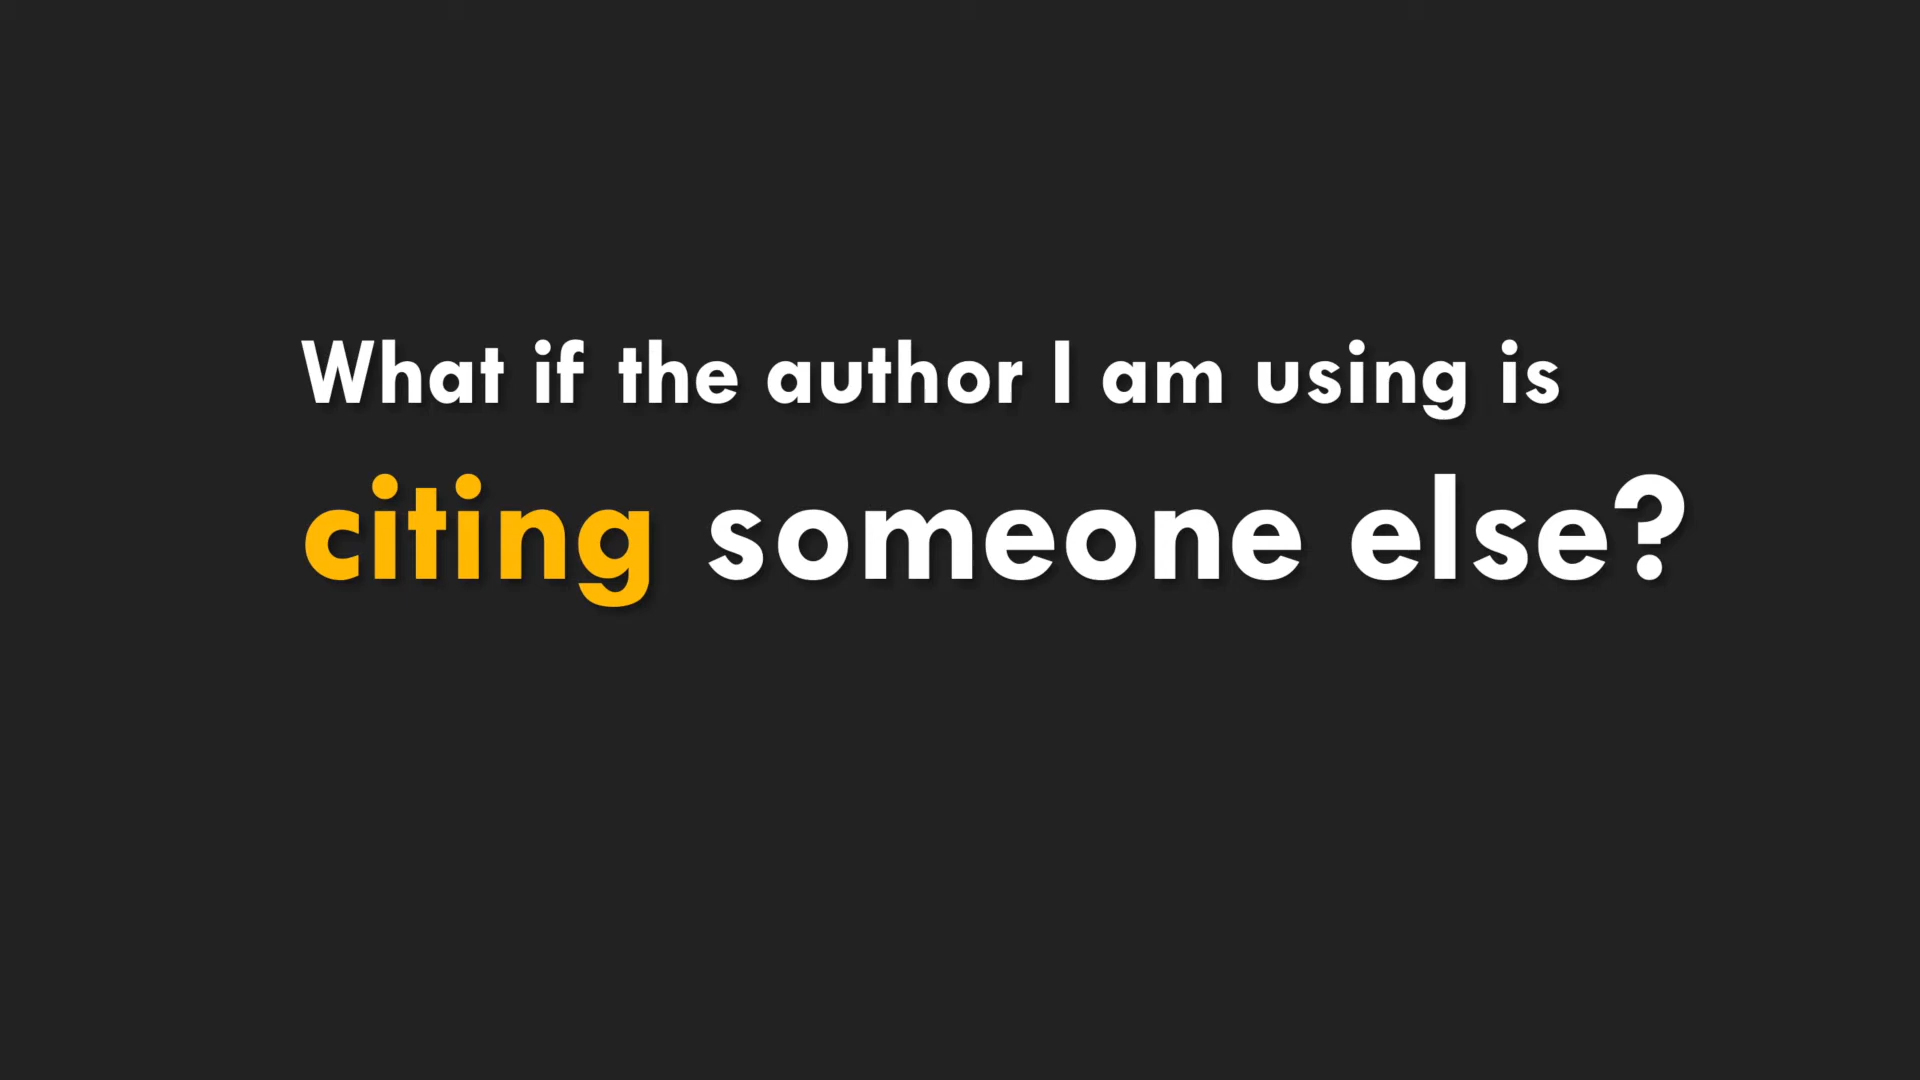 What if the author I am using is
citing someone else?